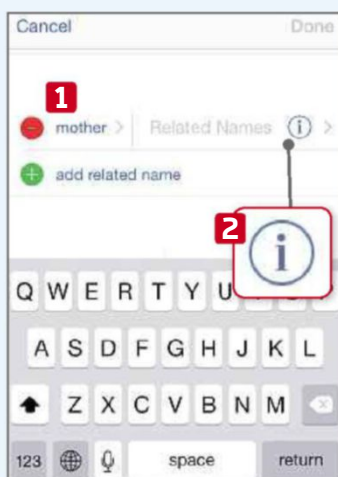 Cancel Done
1
mother > Related Names i >
add related name
2
i
Q W E R T Y U
A S D F G H J K L
Z X C V B N M
123 space return